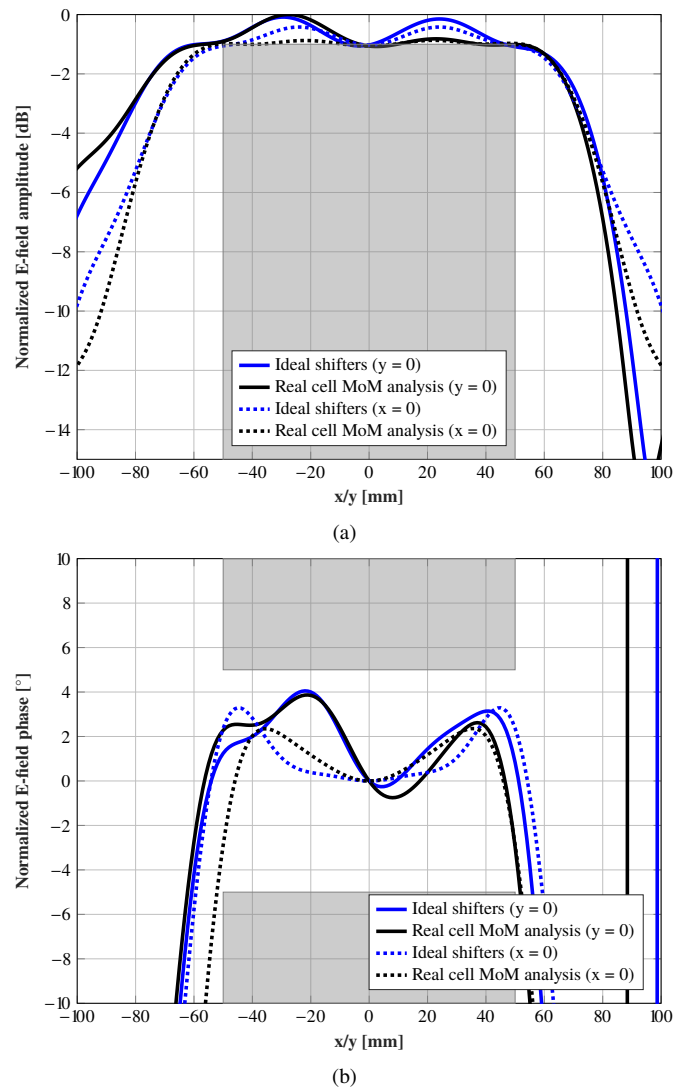 0
−2
−4
−6
−8
−10
−12
−14
Normalized E-field amplitude [dB]
Ideal shifters (y = 0)
Real cell MoM analysis (y = 0)
Ideal shifters (x = 0)
Real cell MoM analysis (x = 0)
−100 −80 −60 −40 −20 0 20 40 60 80 100
x/y [mm]
(a)
10
8
6
4
2
0
−2
−4
−6
−8
−10
Normalized E-field phase [°]
Ideal shifters (y = 0)
Real cell MoM analysis (y = 0)
Ideal shifters (x = 0)
Real cell MoM analysis (x = 0)
−100 −80 −60 −40 −20 0 20 40 60 80 100
x/y [mm]
(b)